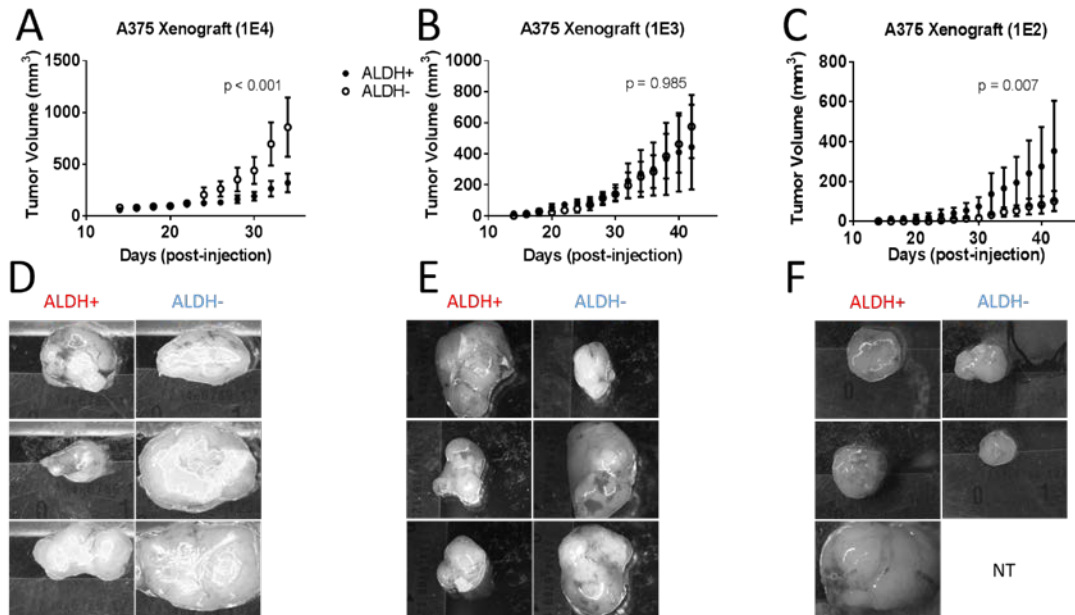 A
A375 Xenograft (1E4)
Tumor Volume (mm3)
1500
1000
500
0
10
20
30
Days (post-injection)
p < 0.001
ALDH+
ALDH-
B
A375 Xenograft (1E3)
Tumor Volume (mm3)
1000
800
600
400
200
0
10
20
30
40
Days (post-injection)
p = 0.985
C
A375 Xenograft (1E2)
Tumor Volume (mm3)
800
600
400
200
0
10
20
30
40
Days (post-injection)
p = 0.007
D
ALDH+
ALDH-
E
ALDH+
ALDH-
F
ALDH+
ALDH-
NT